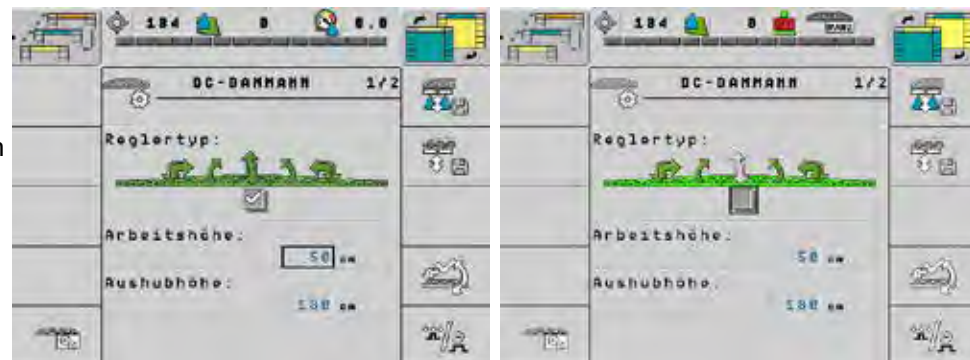 n
184 0 0.0
DC-DAMMANN 1/2
Reglertyp:
Arbeitshöhe:
50 cm
Aushubhöhe:
180 cm
184 0
DC-DAMMANN 1/2
Reglertyp:
Arbeitshöhe:
50 cm
Aushubhöhe:
180 cm